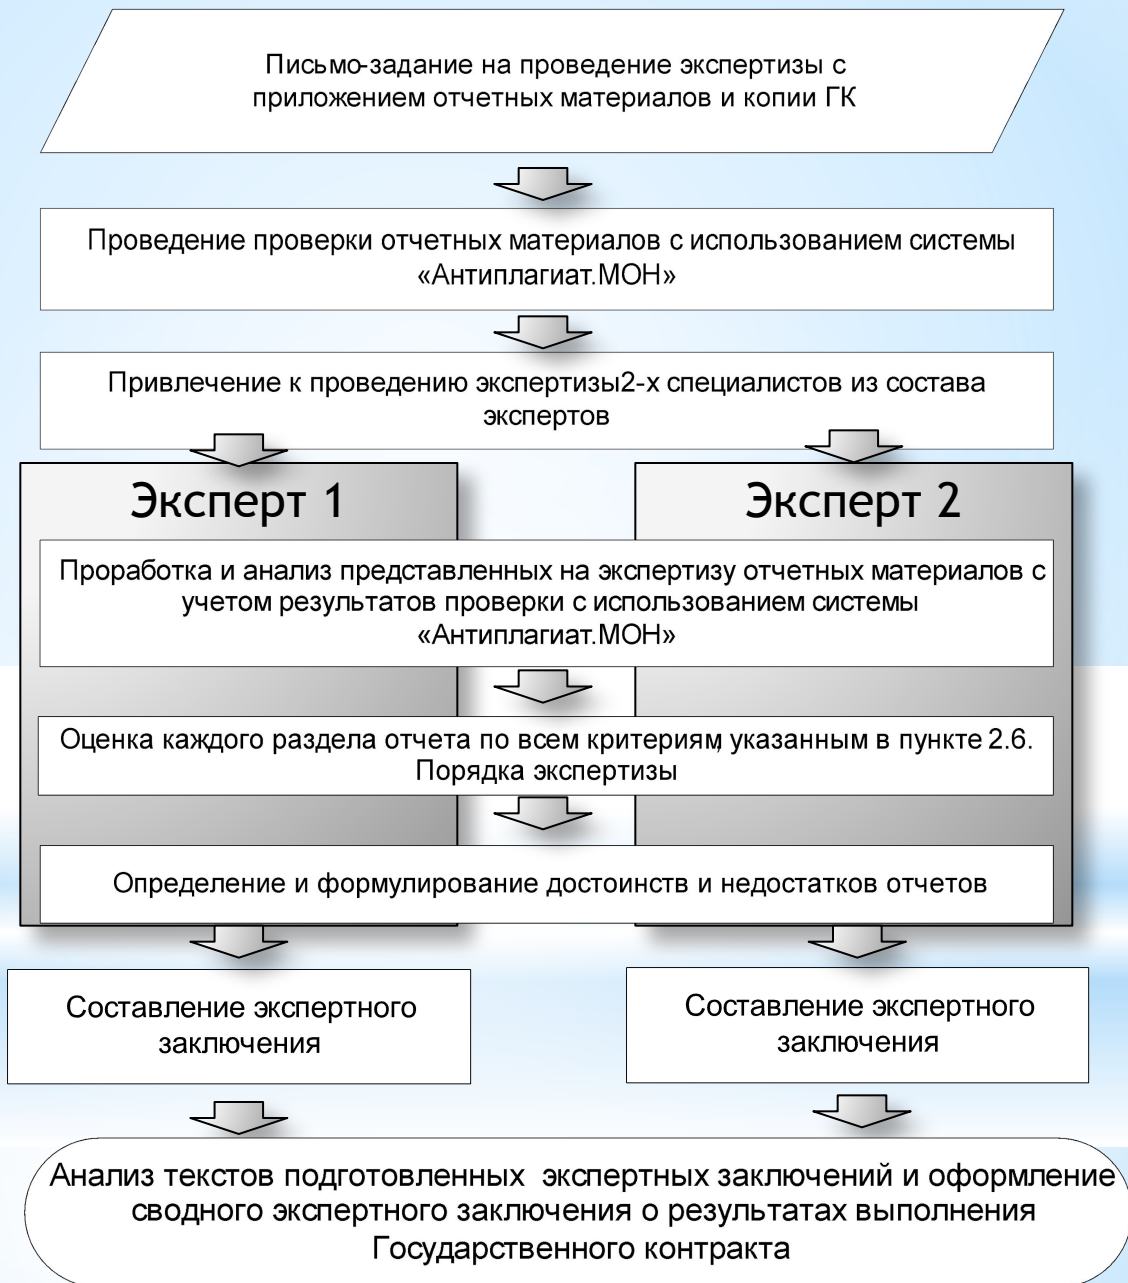 Письмо-задание на проведение экспертизы с
приложением отчетных материалов и копии ГК
Проведение проверки отчетных материалов с использованием системы
«Антиплагиат.МОН»
Привлечение к проведению экспертизы2-х специалистов из состава
экспертов
Эксперт 1
Эксперт 2
Проработка и анализ представленных на экспертизу отчетных материалов с
учетом результатов проверки с использованием системы
«Антиплагиат.МОН»
Оценка каждого раздела отчета по всем критериям, указанным в пункте 2.6.
Порядка экспертизы
Определение и формулирование достоинств и недостатков отчетов
Составление экспертного
заключения
Составление экспертного
заключения
Анализ текстов подготовленных экспертных заключений и оформление
сводного экспертного заключения о результатах выполнения
Государственного контракта